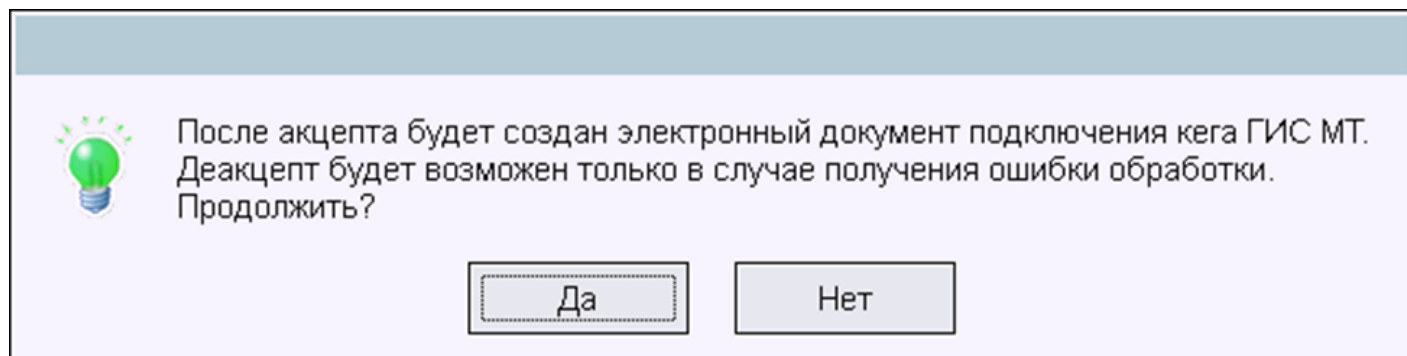 После акцепта будет создан электронный документ подключения кега ГИС МТ.
Деакцепт будет возможен только в случае получения ошибки обработки.
Продолжить?
Да
Нет